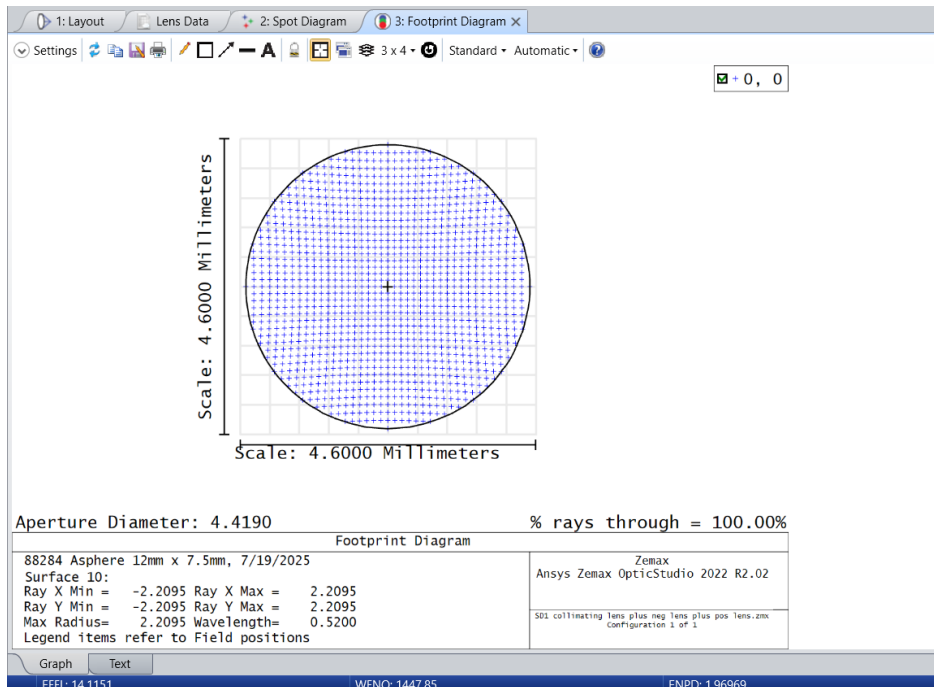 1: Layout
Lens Data
2: Spot Diagram
3: Footprint Diagram
Settings
A
3 x 4
Standard
Automatic
+ 0, 0
Scale: 4.6000 Millimeters
Scale: 4.6000 Millimeters
Aperture Diameter: 4.4190
% rays through = 100.00%
Footprint Diagram
88284 Asphere 12mm x 7.5mm, 7/19/2025
Surface 10:
Ray X Min = -2.2095 Ray X Max = 2.2095
Ray Y Min = -2.2095 Ray Y Max = 2.2095
Max Radius= 2.2095 Wavelength= 0.5200
Legend items refer to Field positions
Zemax
Ansys Zemax OpticStudio 2022 R2.02
SD1 collimating lens plus neg lens plus pos lens.zmx
Configuration 1 of 1
Graph
Text
EFFL: 14.1151
WFNO: 1447.85
ENPD: 1.96969